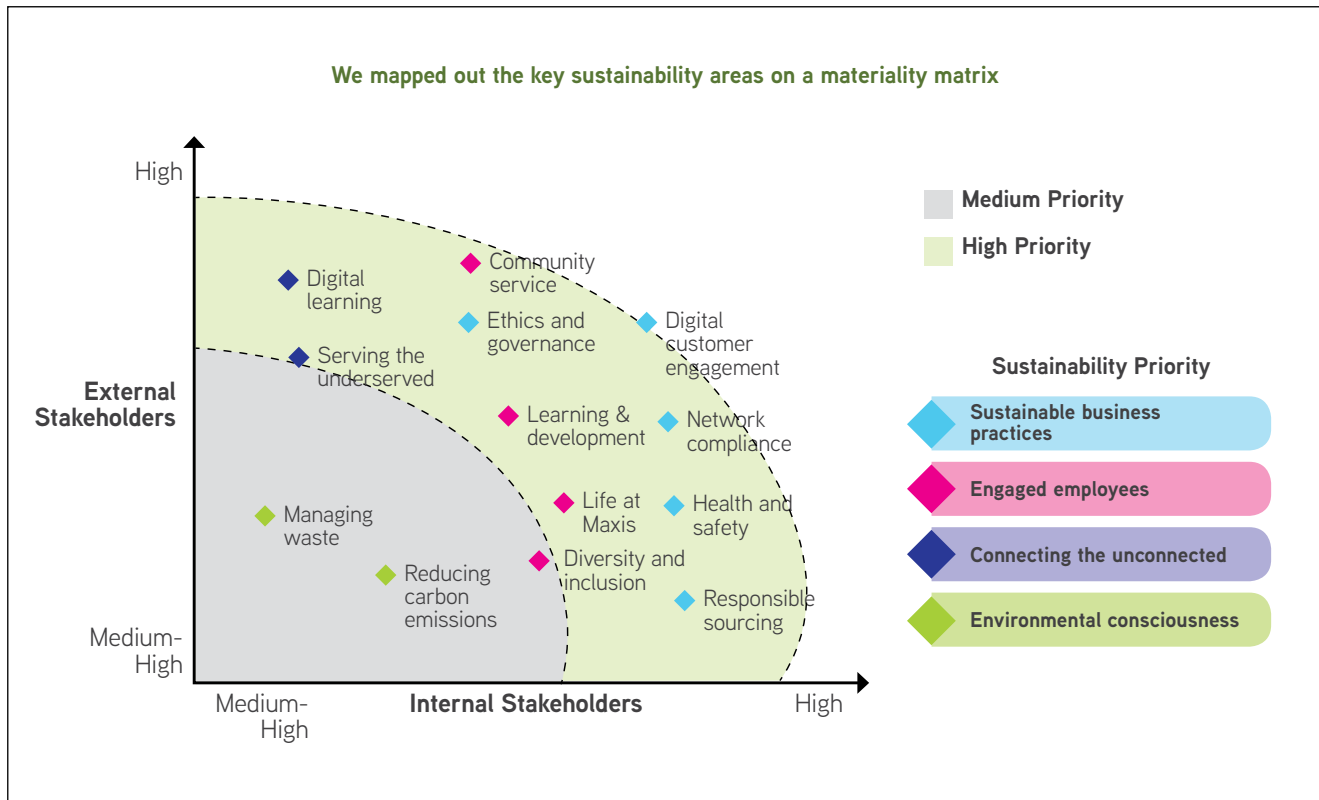 We mapped out the key sustainability areas on a materiality matrix
High
External
Stakeholders
Medium-
High
Medium-
High
Internal Stakeholders
High
Digital
learning
Community
service
Ethics and
governance
Digital
customer
engagement
Serving the
underserved
Learning &
development
Network
compliance
Managing
waste
Life at
Maxis
Health and
safety
Reducing
carbon
emissions
Diversity and
inclusion
Responsible
sourcing
Medium Priority
High Priority
Sustainability Priority
Sustainable business
practices
Engaged employees
Connecting the unconnected
Environmental consciousness